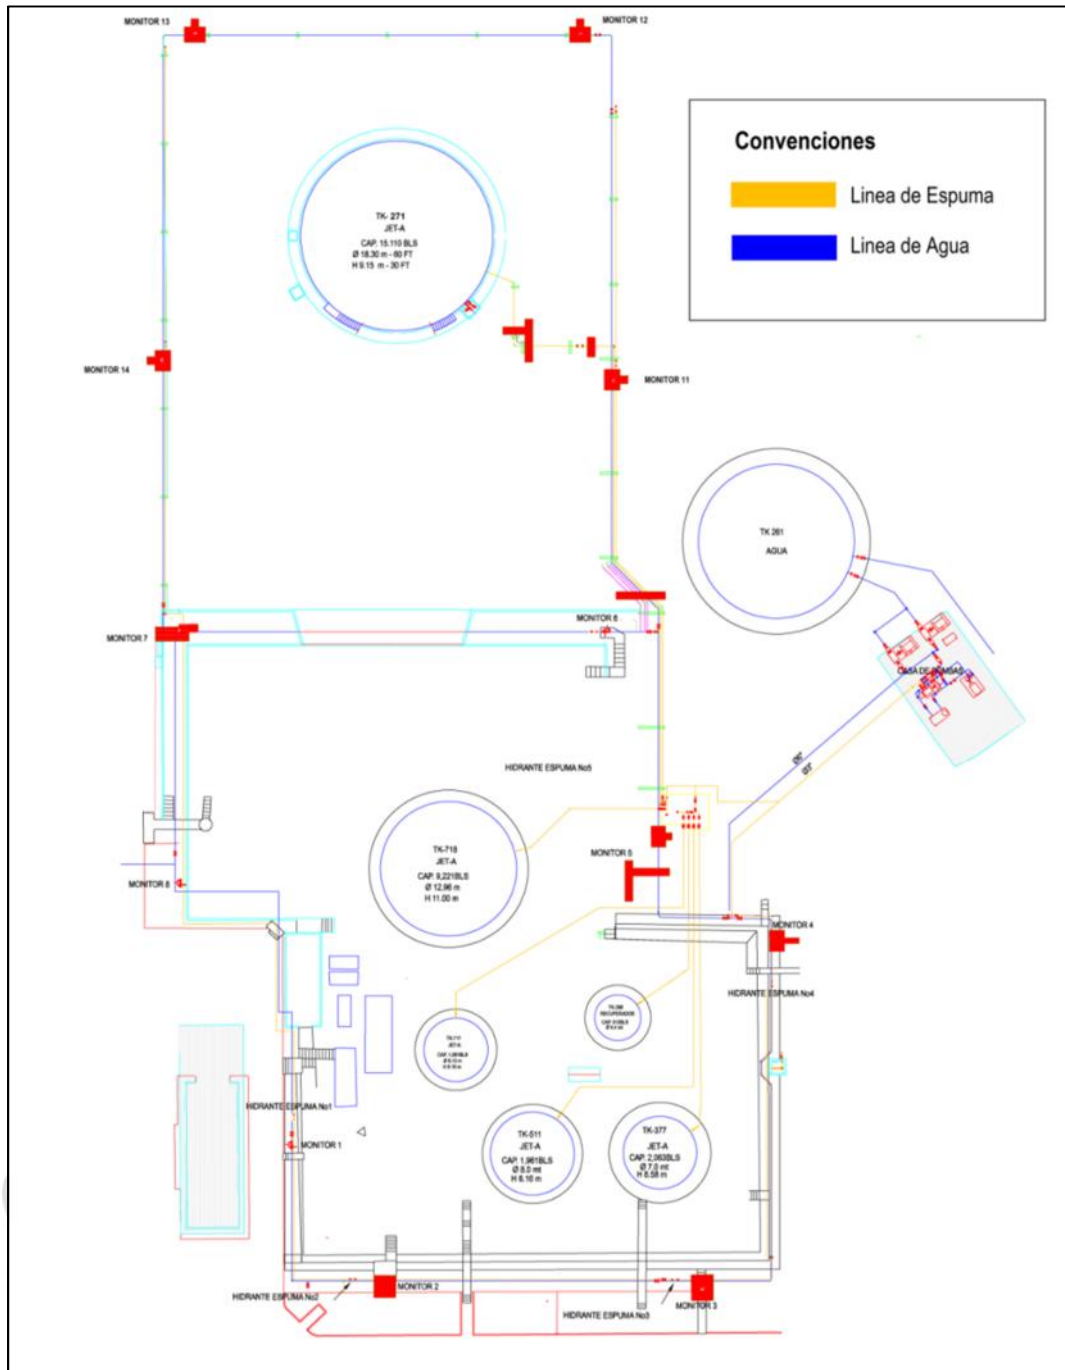 MONITOR 13
MONITOR 12
Convenciones
Linea de Espuma
Linea de Agua
TK- 271
JET-A
CAP. 15.110 BLS
Ø 18.30 m - 60 FT
H 9.15 m - 30 FT
MONITOR 14
MONITOR 11
TK 261
AGUA
MONITOR 6
MONITOR 7
CASA DE BOMBAS
Ø6"
Ø3"
HIDRANTE ESPUMA No5
TK-718
JET-A
CAP. 9,221BLS
Ø 12,96 m
H 11.00 m
MONITOR 5
MONITOR 8
MONITOR 4
HIDRANTE ESPUMA No4
RECUPERADOS
JET-A
HIDRANTE ESPUMA No1
MONITOR 1
TK-511
JET-A
CAP. 1,961BLS
Ø 8.0 mt
H 6.16 m
TK-377
JET-A
CAP. 2,063BLS
Ø 7,0 mt
H 8.58 m
MONITOR 2
HIDRANTE ESPUMA No2
MONITOR 3
HIDRANTE ESPUMA No3